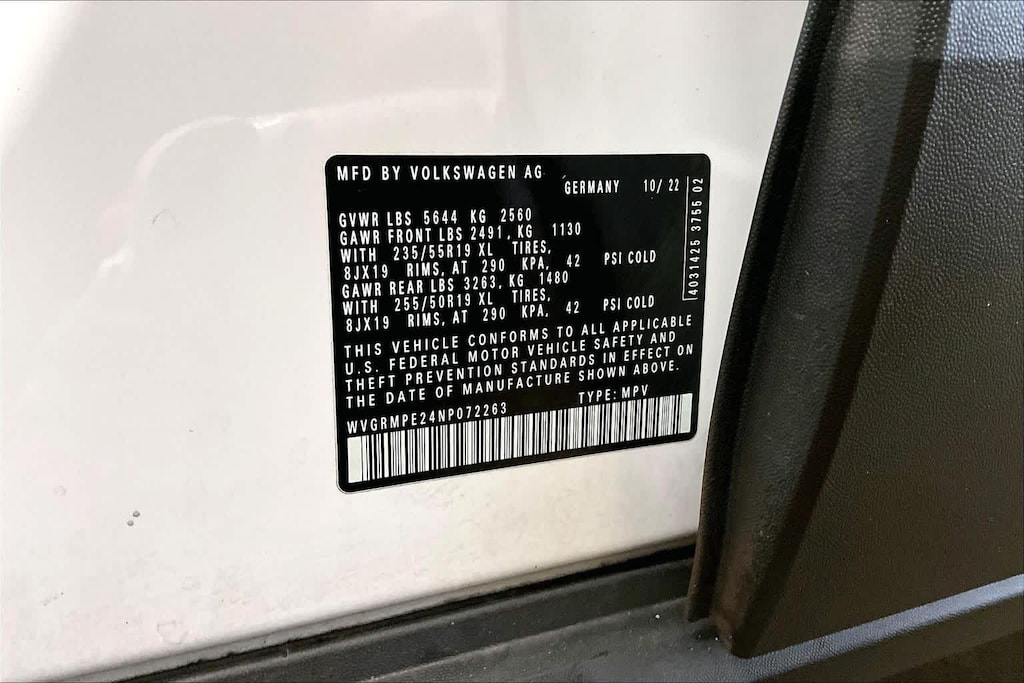 MFD BY VOLKSWAGEN AG
GERMANY 10/ 22
GVWR LBS 5644 KG 2560
GAWR FRONT LBS 2491, KG 1130
WITH 235/55R19 XL TIRES,
8JX19 RIMS, AT 290 KPA, 42 PSI COLD
GAWR REAR LBS 3263, KG 1480
WITH 255/50R19 XL TIRES,
8JX19 RIMS, AT 290 KPA, 42 PSI COLD
THIS VEHICLE CONFORMS TO ALL APPLICABLE
U.S. FEDERAL MOTOR VEHICLE SAFETY AND
THEFT PREVENTION STANDARDS IN EFFECT ON
THE DATE OF MANUFACTURE SHOWN ABOVE.
WVGRMPE24NP072263 TYPE: MPV
4031425 3755 02